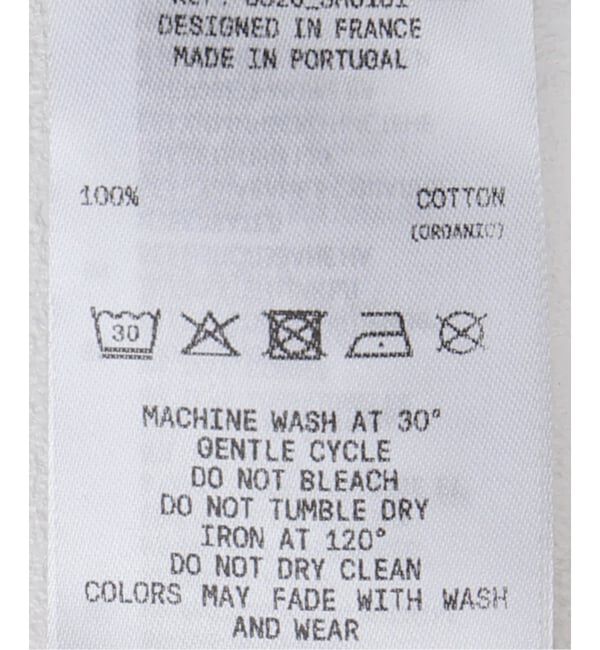 DESIGNED IN FRANCE
MADE IN PORTUGAL
100% COTTON
(ORGANIC)
30
MACHINE WASH AT 30°
GENTLE CYCLE
DO NOT BLEACH
DO NOT TUMBLE DRY
IRON AT 120°
DO NOT DRY CLEAN
COLORS MAY FADE WITH WASH
AND WEAR